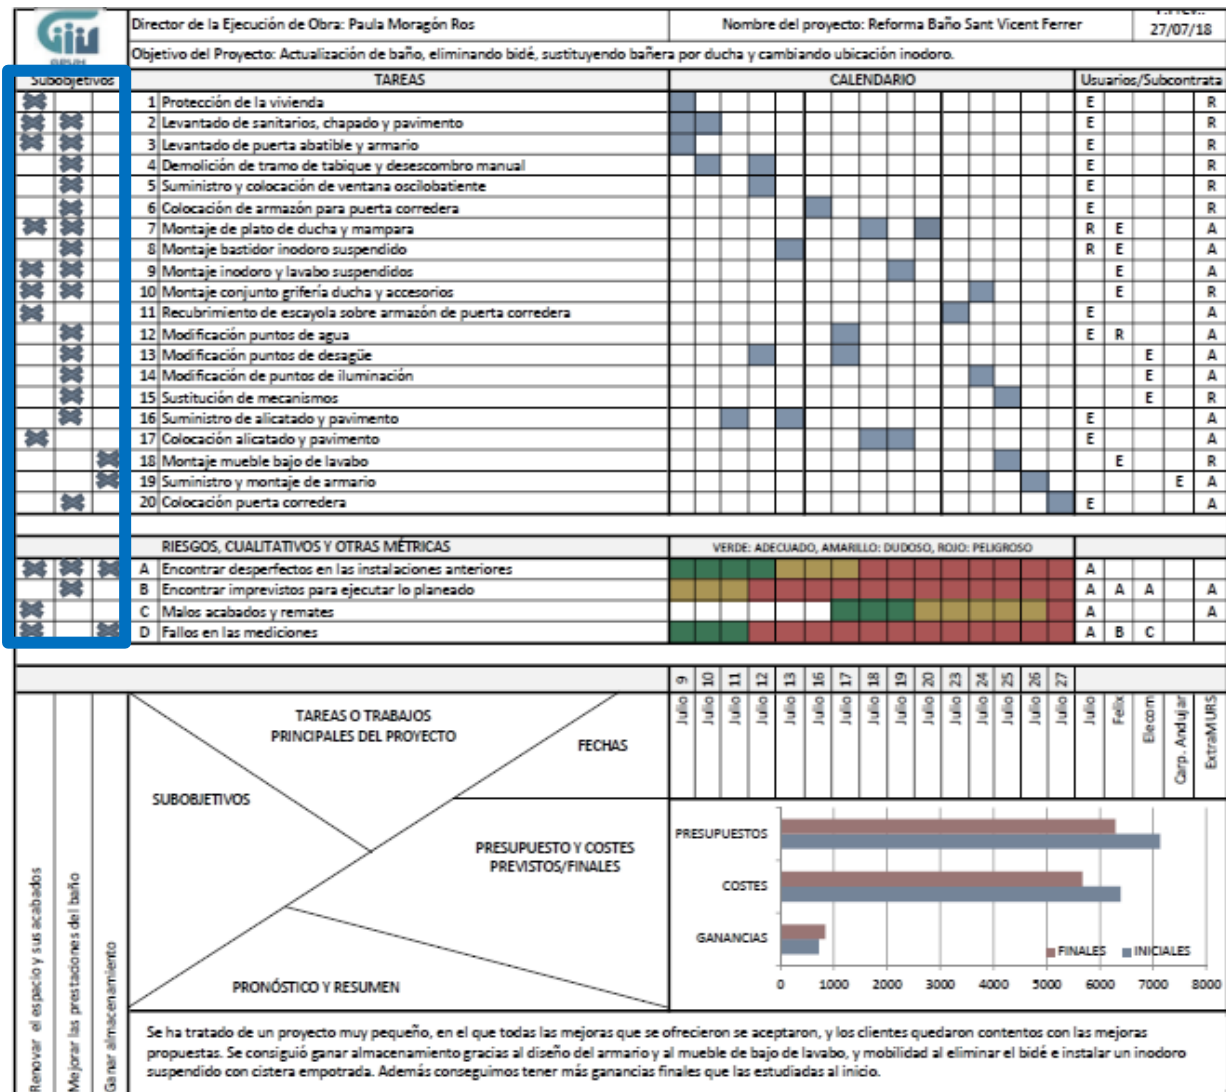 Director de la Ejecución de Obra: Paula Moragón Ros
Nombre del proyecto: Reforma Baño Sant Vicent Ferrer
27/07/18
Objetivo del Proyecto: Actualización de baño, eliminando bidé, sustituyendo bañera por ducha y cambiando ubicación inodoro.
Subobjetivos TAREAS CALENDARIO Usuarios/Subcontrata
1 Protección de la vivienda E R
2 Levantado de sanitarios, chapado y pavimento E R
3 Levantado de puerta abatible y armario E R
4 Demolición de tramo de tabique y desescombro manual E R
5 Suministro y colocación de ventana oscilobatiente E R
6 Colocación de armazón para puerta corredera E R
7 Montaje de plato de ducha y mampara R E A
8 Montaje bastidor inodoro suspendido R E A
9 Montaje inodoro y lavabo suspendidos E A
10 Montaje conjunto grifería ducha y accesorios E R
11 Recubrimiento de escayola sobre armazón de puerta corredera E A
12 Modificación puntos de agua E R A
13 Modificación puntos de desagüe E A
14 Modificación de puntos de iluminación E A
15 Sustitución de mecanismos E R
16 Suministro de alicatado y pavimento E A
17 Colocación alicatado y pavimento E A
18 Montaje mueble bajo de lavabo E R
19 Suministro y montaje de armario E A
20 Colocación puerta corredera E A
RIESGOS, CUALITATIVOS Y OTRAS MÉTRICAS VERDE: ADECUADO, AMARILLO: DUDOSO, ROJO: PELIGROSO
A Encontrar desperfectos en las instalaciones anteriores A
B Encontrar imprevistos para ejecutar lo planeado A A A A
C Malos acabados y remates A A
D Fallos en las mediciones A B C
9 10 11 12 13 16 17 18 19 20 23 24 25 26 27
Julio Julio Julio Julio Julio Julio Julio Julio Julio Julio Julio Julio Julio Julio Julio
Julio
Felix
Elecom
Carp. Andujar
ExtraMURS
TAREAS O TRABAJOS
PRINCIPALES DEL PROYECTO
FECHAS
SUBOBJETIVOS
PRESUPUESTO Y COSTES
PREVISTOS/FINALES
PRONÓSTICO Y RESUMEN
Renovar el espacio y sus acabados
Mejorar las prestaciones del baño
Ganar almacenamiento
PRESUPUESTOS
COSTES
GANANCIAS
FINALES INICIALES
0 1000 2000 3000 4000 5000 6000 7000 8000
Se ha tratado de un proyecto muy pequeño, en el que todas las mejoras que se ofrecieron se aceptaron, y los clientes quedaron contentos con las mejoras
propuestas. Se consiguió ganar almacenamiento gracias al diseño del armario y al mueble de bajo de lavabo, y mobilidad al eliminar el bidé e instalar un inodoro
suspendido con cisterna empotrada. Además conseguimos tener más ganancias finales que las estudiadas al inicio.